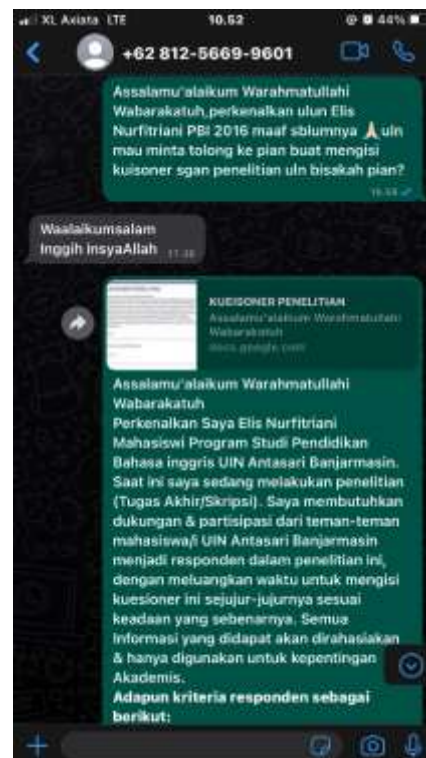 XL Axiata LTE 10.52 44%
+62 812-5669-9601
Assalamu'alaikum Warahmatullahi
Wabarakatuh,perkenalkan ulun Elis
Nurfitriani PBI 2016 maaf sblumnya 🙏🏻 uln
mau minta tolong ke pian buat mengisi
kuisoner sgan penelitian uln bisakah pian?
Waalaikumsalam
Inggih InsyaAllah
KUEISONER PENELITIAN
Assalamu'alaikum Warahmatullahi
Wabarakatuh
docs.google.com
Assalamu'alaikum Warahmatullahi
Wabarakatuh
Perkenalkan Saya Elis Nurfitriani
Mahasiswi Program Studi Pendidikan
Bahasa inggris UIN Antasari Banjarmasin.
Saat ini saya sedang melakukan penelitian
(Tugas Akhir/Skripsi). Saya membutuhkan
dukungan & partisipasi dari teman-teman
mahasiswa/i UIN Antasari Banjarmasin
menjadi responden dalam penelitian ini,
dengan meluangkan waktu untuk mengisi
kuesioner ini sejujur-jujurnya sesuai
keadaan yang sebenarnya. Semua
Informasi yang didapat akan dirahasiakan
& hanya digunakan untuk kepentingan
Akademis.
Adapun kriteria responden sebagai
berikut: